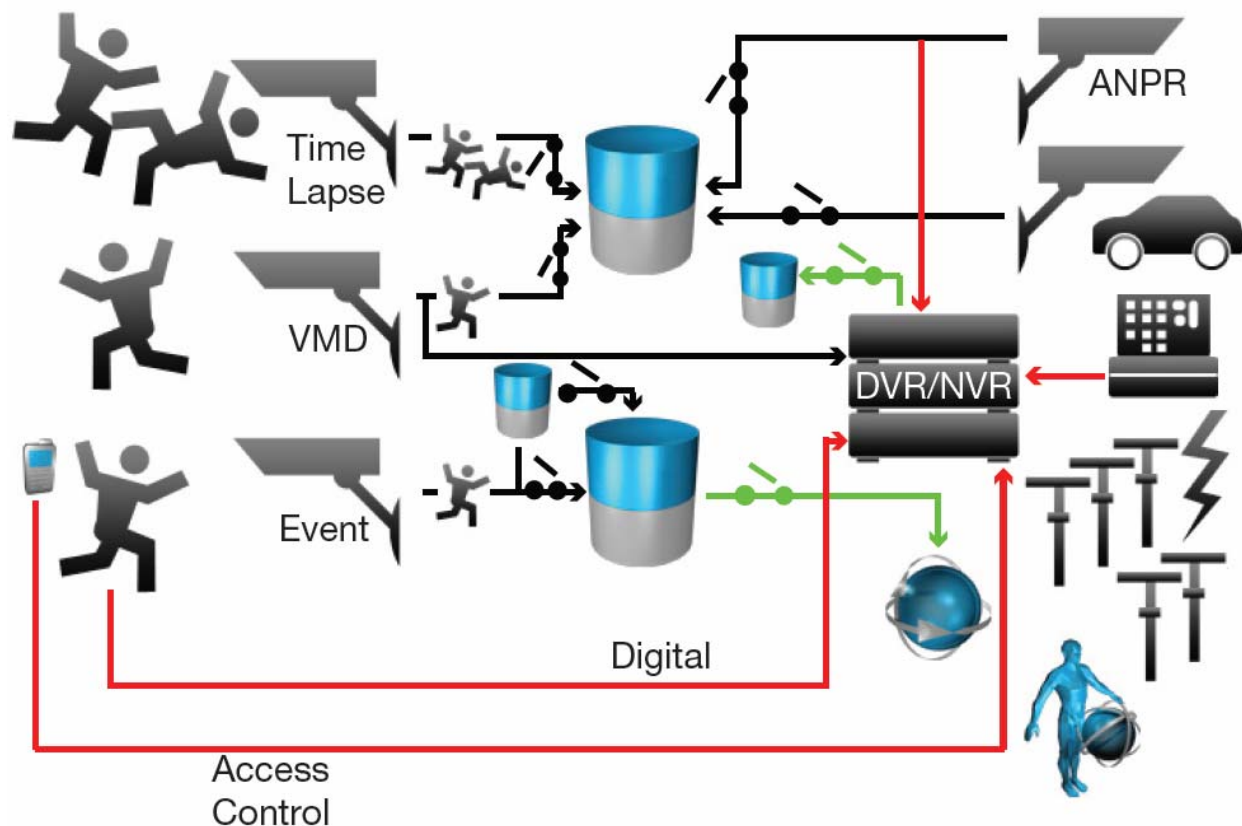 ANPR
Time
Lapse
VMD
DVR/NVR
Event
Digital
Access
Control